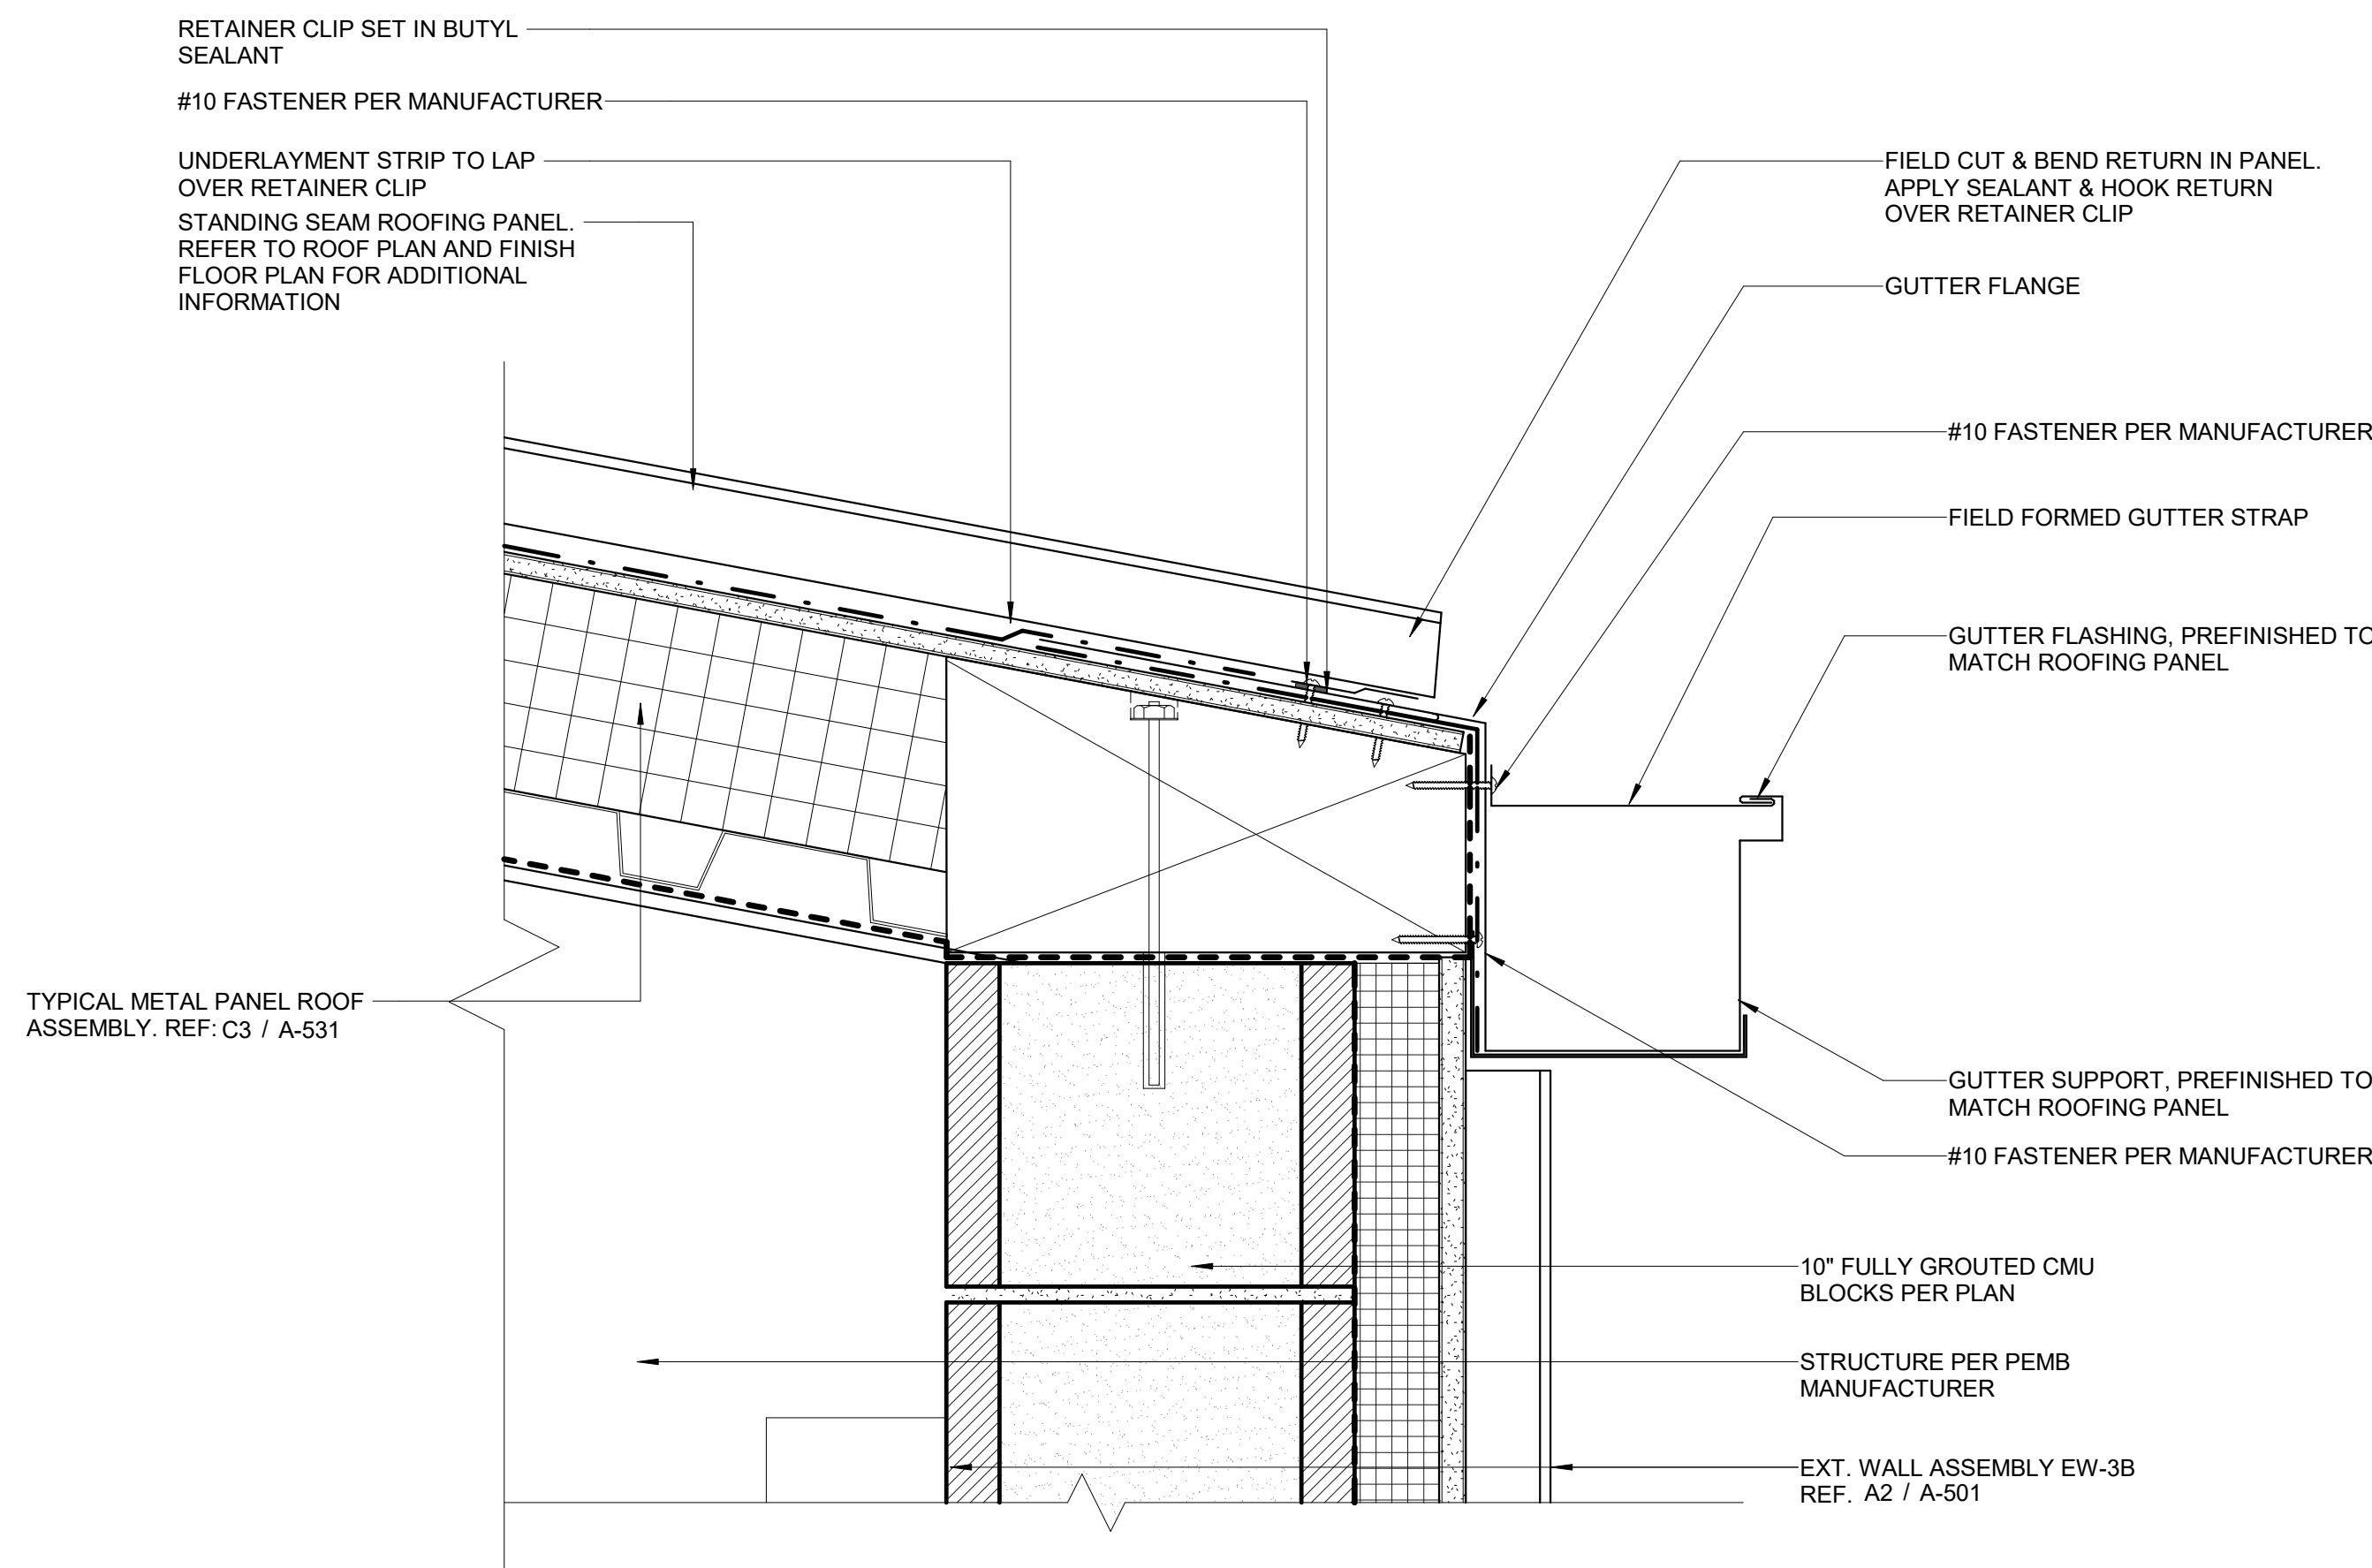 RETAINER CLIP SET IN BUTYL
SEALANT
#10 FASTENER PER MANUFACTURER
UNDERLAYMENT STRIP TO LAP
OVER RETAINER CLIP
STANDING SEAM ROOFING PANEL.
REFER TO ROOF PLAN AND FINISH
FLOOR PLAN FOR ADDITIONAL
INFORMATION
TYPICAL METAL PANEL ROOF
ASSEMBLY. REF: C3 / A-531
FIELD CUT & BEND RETURN IN PANEL.
APPLY SEALANT & HOOK RETURN
OVER RETAINER CLIP
GUTTER FLANGE
#10 FASTENER PER MANUFACTURER
FIELD FORMED GUTTER STRAP
GUTTER FLASHING, PREFINISHED TO
MATCH ROOFING PANEL
GUTTER SUPPORT, PREFINISHED TO
MATCH ROOFING PANEL
#10 FASTENER PER MANUFACTURER
10" FULLY GROUTED CMU
BLOCKS PER PLAN
STRUCTURE PER PEMB
MANUFACTURER
EXT. WALL ASSEMBLY EW-3B
REF. A2 / A-501